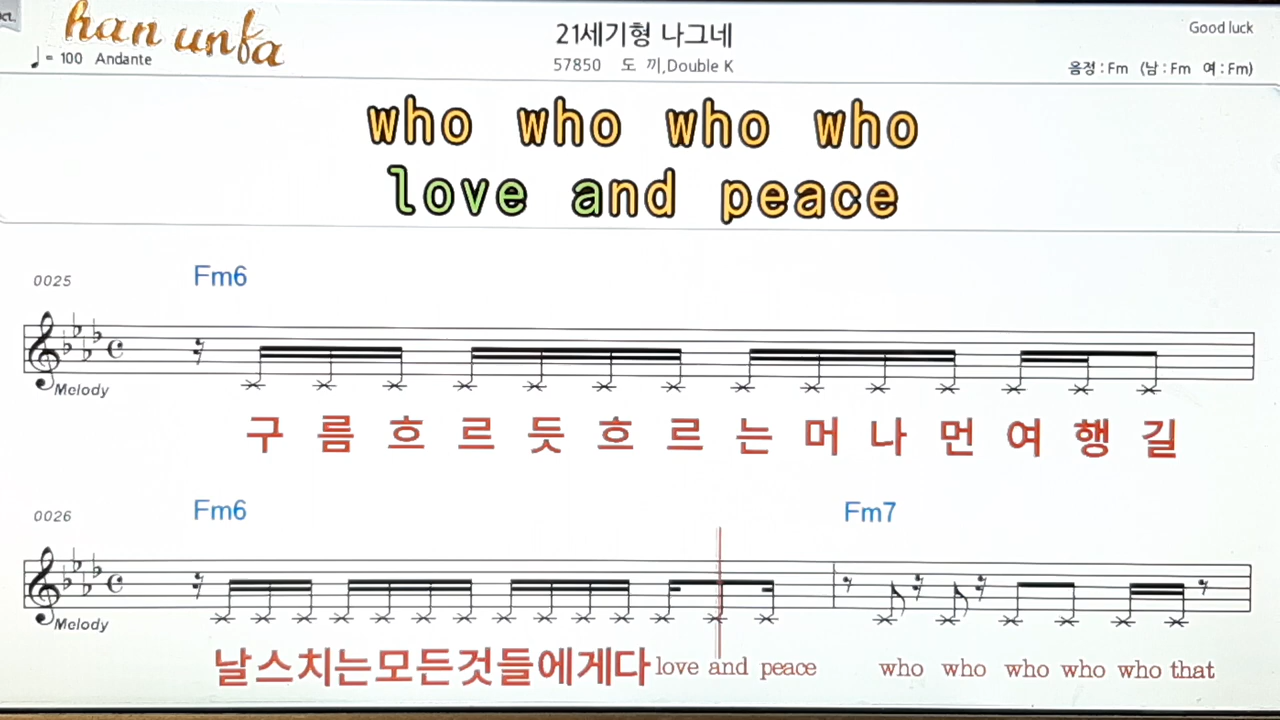 han unfa
21세기형 나그네
Good luck
♩ = 100 Andante
57850 도 끼,Double K
음정 : Fm (남 : Fm 여 : Fm)
who who who who
love and peace
0025 Fm6
Melody
구 름 흐 르 듯 흐 르 는 머 나 먼 여 행 길
0026 Fm6 Fm7
Melody
날스치는모든것들에게다 love and peace who who who who who that